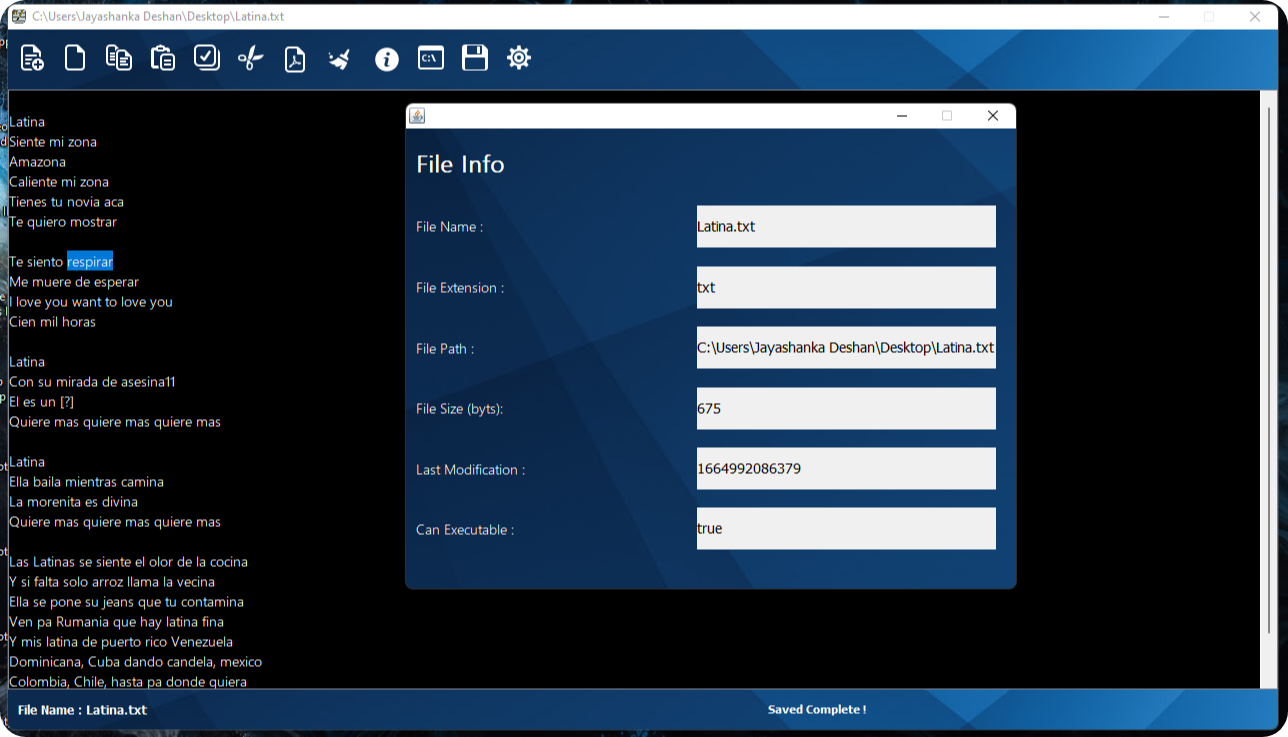 C:\Users\Jayashanka Deshan\Desktop\Latina.txt
C:\
Latina
Siente mi zona
Amazona
Caliente mi zona
Tienes tu novia aca
Te quiero mostrar
Te siento respirar
Me muere de esperar
I love you want to love you
Cien mil horas
Latina
Con su mirada de asesina11
El es un [?]
Quiere mas quiere mas quiere mas
Latina
Ella baila mientras camina
La morenita es divina
Quiere mas quiere mas quiere mas
Las Latinas se siente el olor de la cocina
Y si falta solo arroz llama la vecina
Ella se pone su jeans que tu contamina
Ven pa Rumania que hay latina fina
Y mis latina de puerto rico Venezuela
Dominicana, Cuba dando candela, mexico
Colombia, Chile, hasta pa donde quiera
File Info
File Name : Latina.txt
File Extension : txt
File Path : C:\Users\Jayashanka Deshan\Desktop\Latina.txt
File Size (byts): 675
Last Modification : 1664992086379
Can Executable : true
File Name : Latina.txt
Saved Complete !